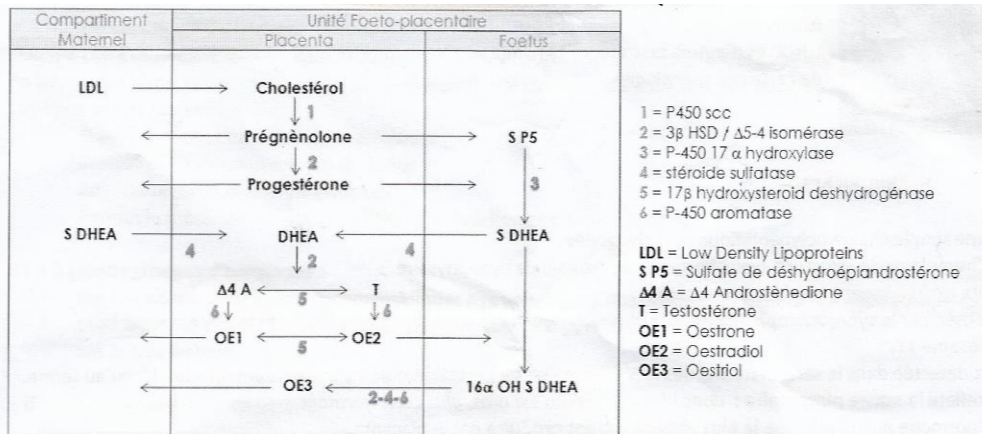 Compartiment Maternel
Unité Foeto-placentaire
Placenta
Foetus
LDL Cholestérol
1
Prégnènolone S P5
2
Progestérone 3
S DHEA DHEA S DHEA
4 4
2
Δ4 A T
5
6 6
OE1 OE2
5
OE3 16α OH S DHEA
2-4-6
1 = P450 scc
2 = 3β HSD / Δ5-4 isomérase
3 = P-450 17 α hydroxylase
4 = stéroide sulfatase
5 = 17β hydroxysteroid deshydrogénase
6 = P-450 aromatase
LDL = Low Density Lipoproteins
S P5 = Sulfate de déshydroéplandrostérone
Δ4 A = Δ4 Androstènedione
T = Testostérone
OE1 = Oestrone
OE2 = Oestradiol
OE3 = Oestriol